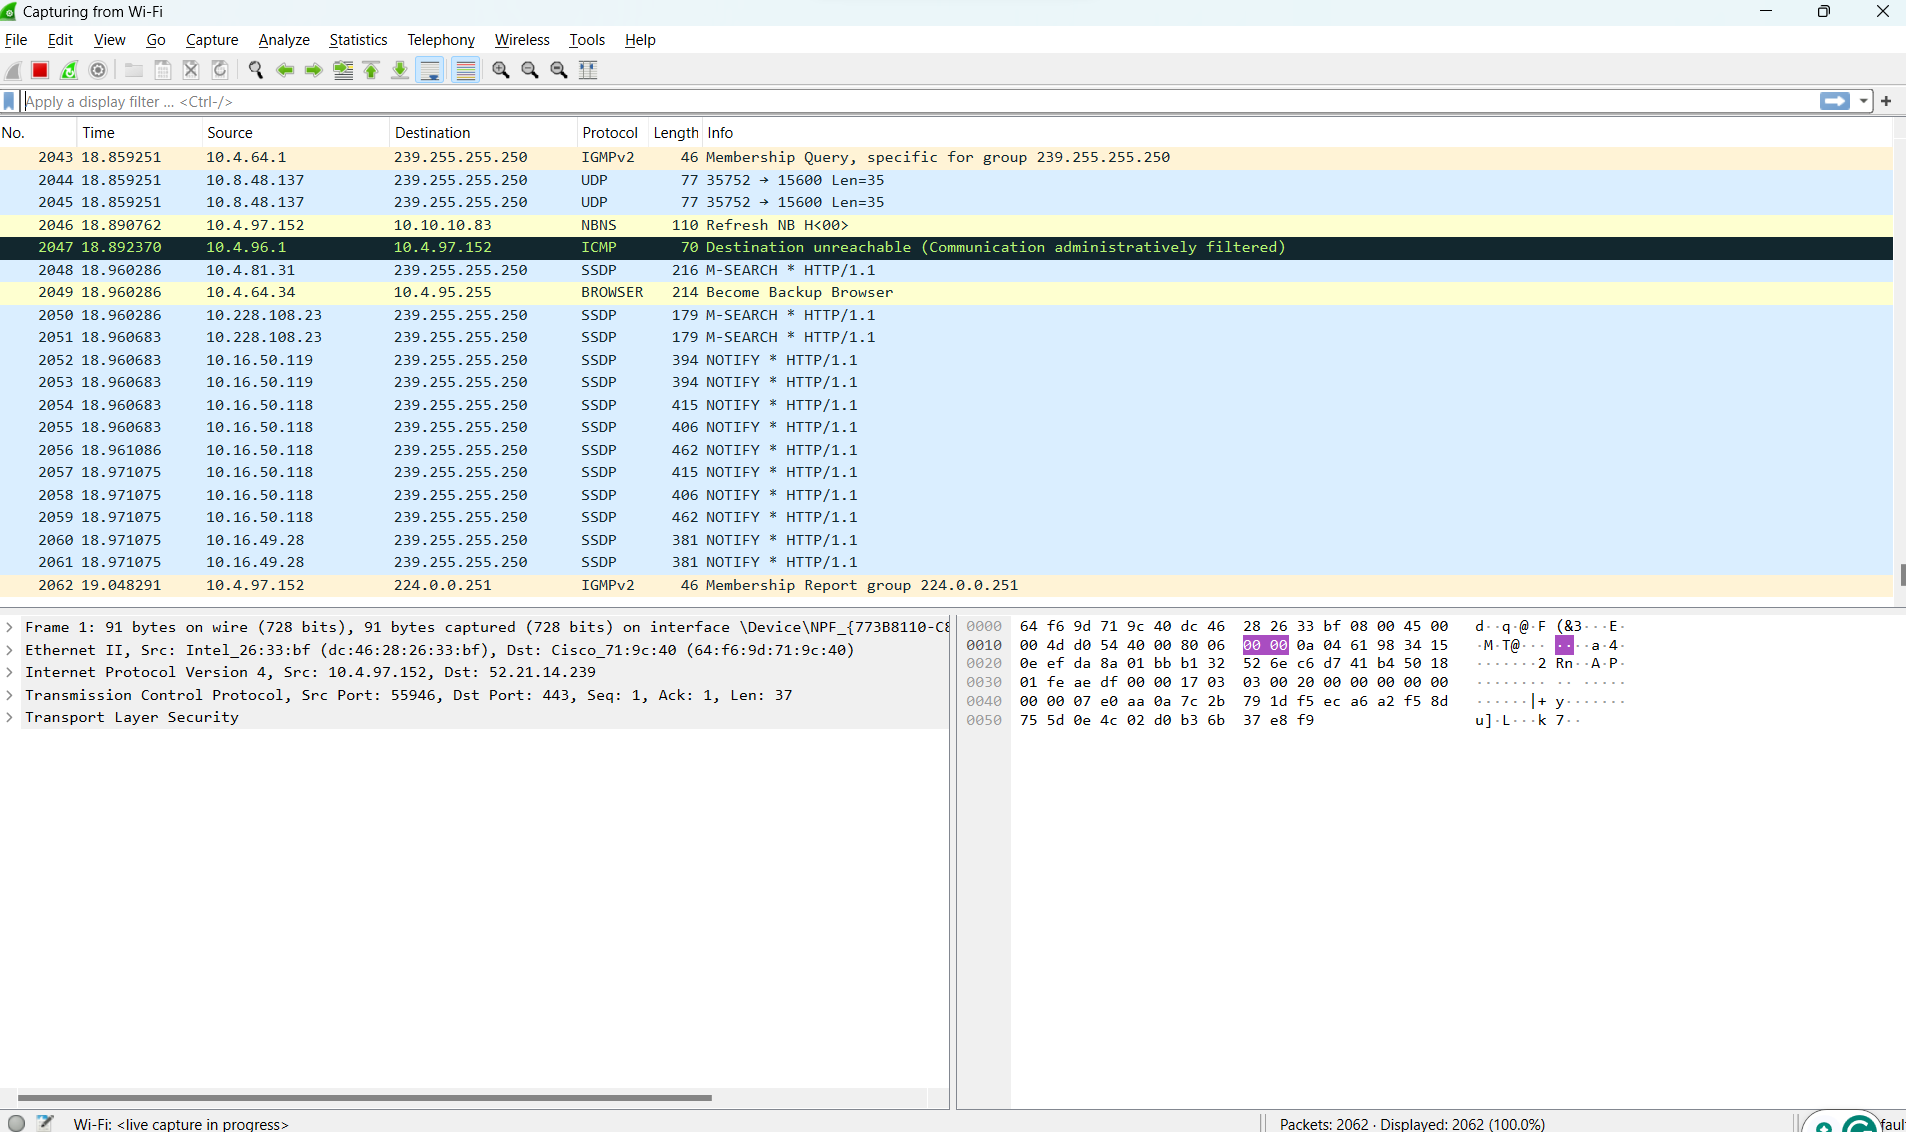 Capturing from Wi-Fi
File Edit View Go Capture Analyze Statistics Telephony Wireless Tools Help
Apply a display filter ... <Ctrl-/>
No. Time Source Destination Protocol Length Info
2043 18.859251 10.4.64.1 239.255.255.250 IGMPv2 46 Membership Query, specific for group 239.255.255.250
2044 18.859251 10.8.48.137 239.255.255.250 UDP 77 35752 → 15600 Len=35
2045 18.859251 10.8.48.137 239.255.255.250 UDP 77 35752 → 15600 Len=35
2046 18.890762 10.4.97.152 10.10.10.83 NBNS 110 Refresh NB H<00>
2047 18.892370 10.4.96.1 10.4.97.152 ICMP 70 Destination unreachable (Communication administratively filtered)
2048 18.960286 10.4.81.31 239.255.255.250 SSDP 216 M-SEARCH * HTTP/1.1
2049 18.960286 10.4.64.34 10.4.95.255 BROWSER 214 Become Backup Browser
2050 18.960286 10.228.108.23 239.255.255.250 SSDP 179 M-SEARCH * HTTP/1.1
2051 18.960286 10.228.108.23 239.255.255.250 SSDP 179 M-SEARCH * HTTP/1.1
2052 18.960683 10.16.50.119 239.255.255.250 SSDP 394 NOTIFY * HTTP/1.1
2053 18.960683 10.16.50.119 239.255.255.250 SSDP 394 NOTIFY * HTTP/1.1
2054 18.960683 10.16.50.118 239.255.255.250 SSDP 415 NOTIFY * HTTP/1.1
2055 18.960683 10.16.50.118 239.255.255.250 SSDP 406 NOTIFY * HTTP/1.1
2056 18.961086 10.16.50.118 239.255.255.250 SSDP 462 NOTIFY * HTTP/1.1
2057 18.971075 10.16.50.118 239.255.255.250 SSDP 415 NOTIFY * HTTP/1.1
2058 18.971075 10.16.50.118 239.255.255.250 SSDP 406 NOTIFY * HTTP/1.1
2059 18.971075 10.16.50.118 239.255.255.250 SSDP 462 NOTIFY * HTTP/1.1
2060 18.971075 10.16.49.28 239.255.255.250 SSDP 381 NOTIFY * HTTP/1.1
2061 18.971075 10.16.49.28 239.255.255.250 SSDP 381 NOTIFY * HTTP/1.1
2062 19.048291 10.4.97.152 224.0.0.251 IGMPv2 46 Membership Report group 224.0.0.251
Frame 1: 91 bytes on wire (728 bits), 91 bytes captured (728 bits) on interface \Device\NPF_{773B8110-C8
Ethernet II, Src: Intel_26:33:bf (dc:46:28:26:33:bf), Dst: Cisco_71:9c:40 (64:f6:9d:71:9c:40)
Internet Protocol Version 4, Src: 10.4.97.152, Dst: 52.21.14.239
Transmission Control Protocol, Src Port: 55946, Dst Port: 443, Seq: 1, Ack: 1, Len: 37
Transport Layer Security
0000 64 f6 9d 71 9c 40 dc 46 28 26 33 bf 08 00 45 00 d··q·@·F (&3···E·
0010 00 4d d0 54 40 00 80 06 00 00 0a 04 61 98 34 15 ·M·T@··· ····a·4·
0020 0e ef da 8a 01 bb b1 32 52 6e c6 d7 41 b4 50 18 ·······2 Rn··A·P·
0030 01 fe ae df 00 00 17 03 03 00 20 00 00 00 00 00 ········ ·· ·····
0040 00 00 07 e0 aa 0a 7c 2b 79 1d f5 ec a6 a2 f5 8d ······|+ y·······
0050 75 5d 0e 4c 02 d0 b3 6b 37 e8 f9 u]·L···k 7··
Wi-Fi: <live capture in progress>
Packets: 2062 · Displayed: 2062 (100.0%)
faul